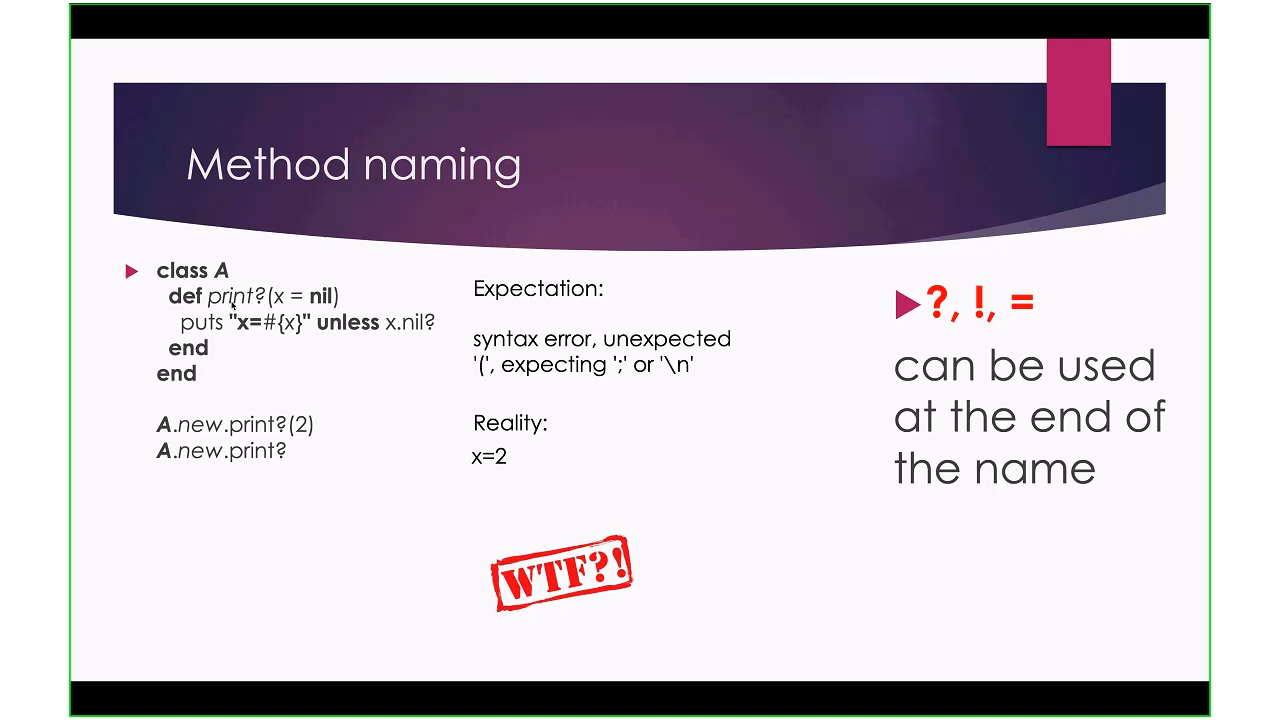 Method naming
class A
def print?(x = nil)
puts "x=#{x}" unless x.nil?
end
end
A.new.print?(2)
A.new.print?
Expectation:
syntax error, unexpected
'(', expecting ';' or '\n'
Reality:
x=2
WTF?!
?, !, =
can be used
at the end of
the name